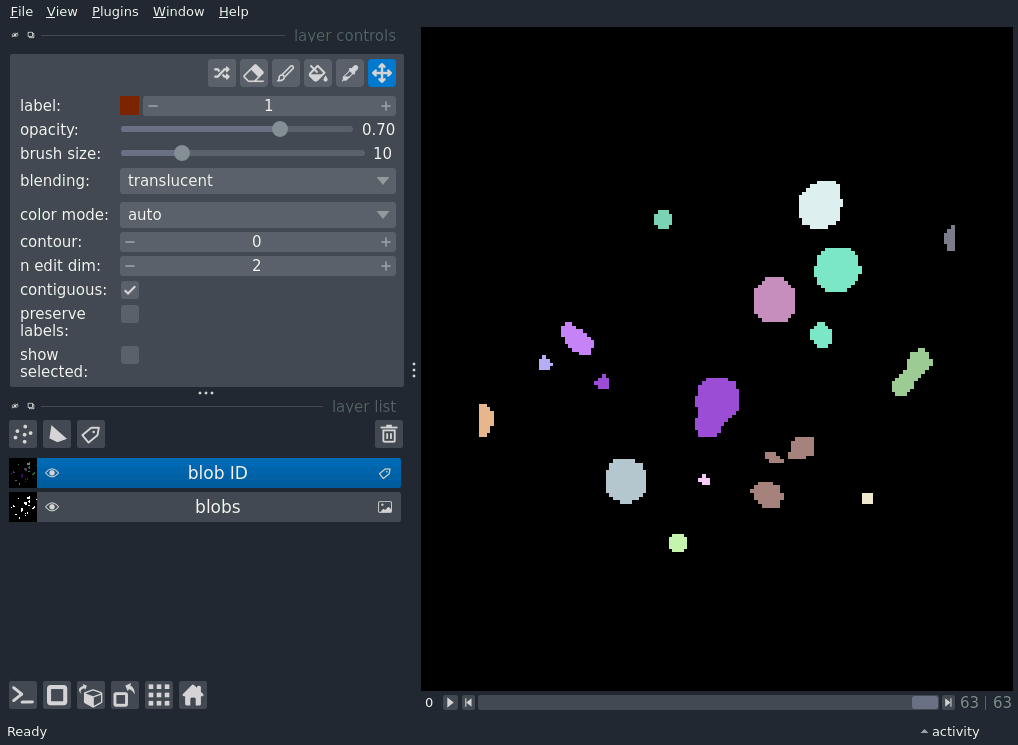 File View Plugins Window Help
layer controls
label: 1
opacity: 0.70
brush size: 10
blending: translucent
color mode: auto
contour: 0
n edit dim: 2
contiguous:
preserve
labels:
show
selected:
layer list
blob ID
blobs
0 63 | 63
Ready activity